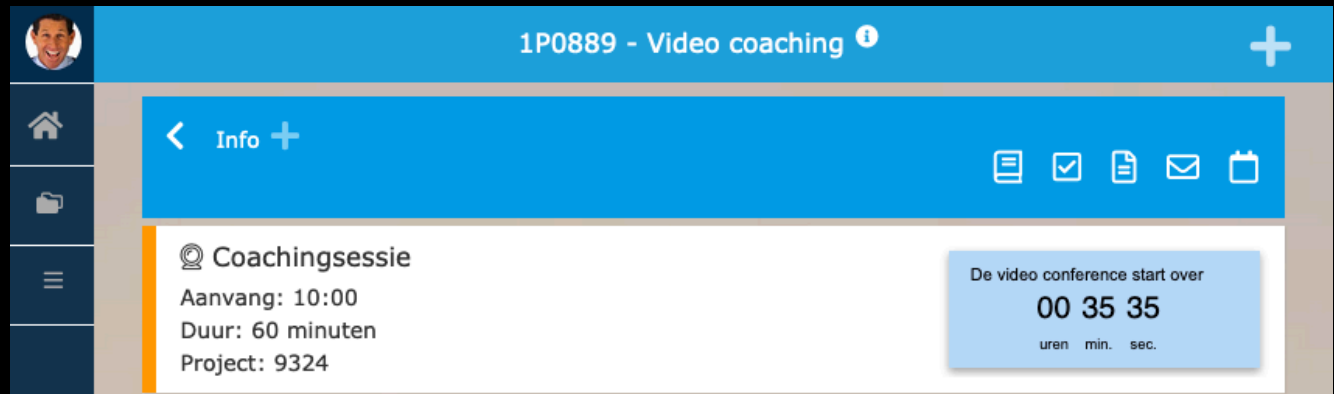 1P0889 - Video coaching
Info
Coachingsessie
Aanvang: 10:00
Duur: 60 minuten
Project: 9324
De video conference start over
00 35 35
uren min. sec.